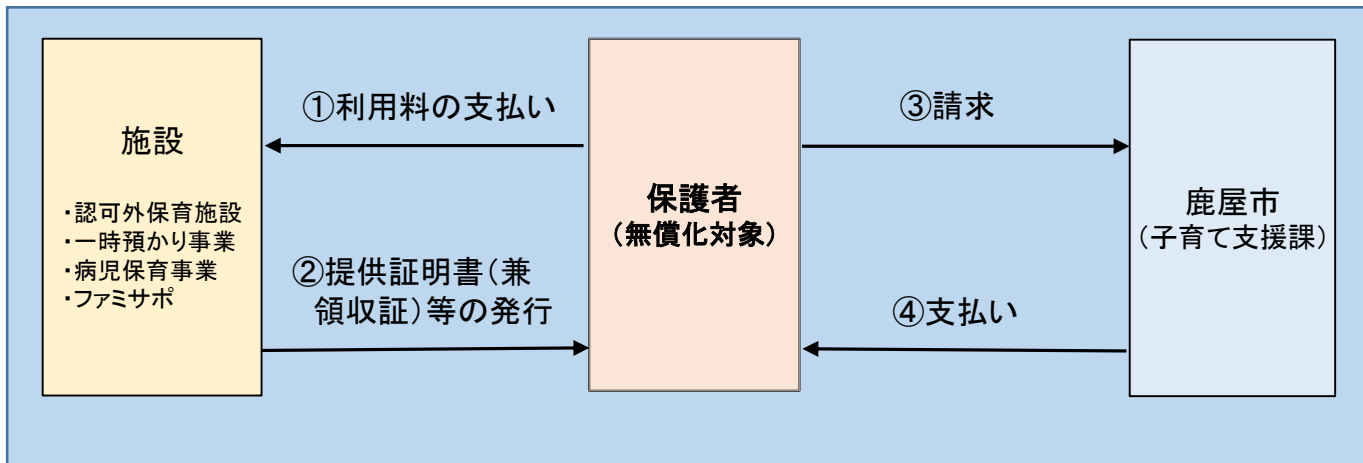 施設
・認可外保育施設
・一時預かり事業
・病児保育事業
・ファミサポ
①利用料の支払い
②提供証明書(兼
領収証)等の発行
保護者
(無償化対象)
③請求
④支払い
鹿屋市
(子育て支援課)